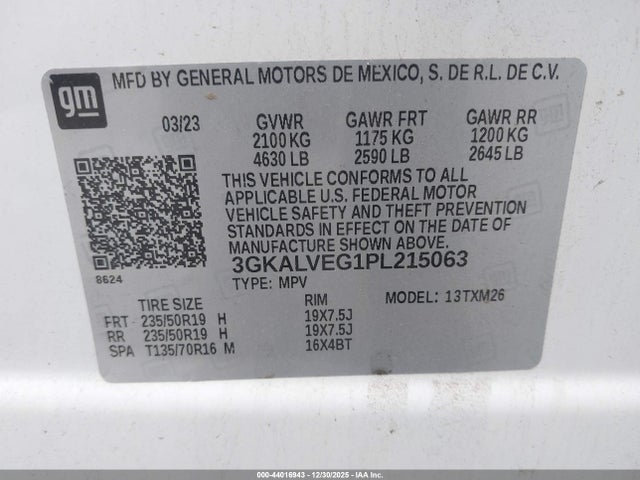 gm
MFD BY GENERAL MOTORS DE MEXICO, S. DE R.L. DE C.V.
03/23 GVWR GAWR FRT GAWR RR
2100 KG 1175 KG 1200 KG
4630 LB 2590 LB 2645 LB
THIS VEHICLE CONFORMS TO ALL
APPLICABLE U.S. FEDERAL MOTOR
VEHICLE SAFETY AND THEFT PREVENTION
STANDARDS IN EFFECT ON THE DATE OF
MANUFACTURE SHOWN ABOVE.
3GKALVEG1PL215063
8624
TYPE: MPV MODEL: 13TXM26
TIRE SIZE RIM
FRT 235/50R19 H 19X7.5J
RR 235/50R19 H 19X7.5J
SPA T135/70R16 M 16X4BT
000-44016943 - 12/30/2025 - IAAI.CA